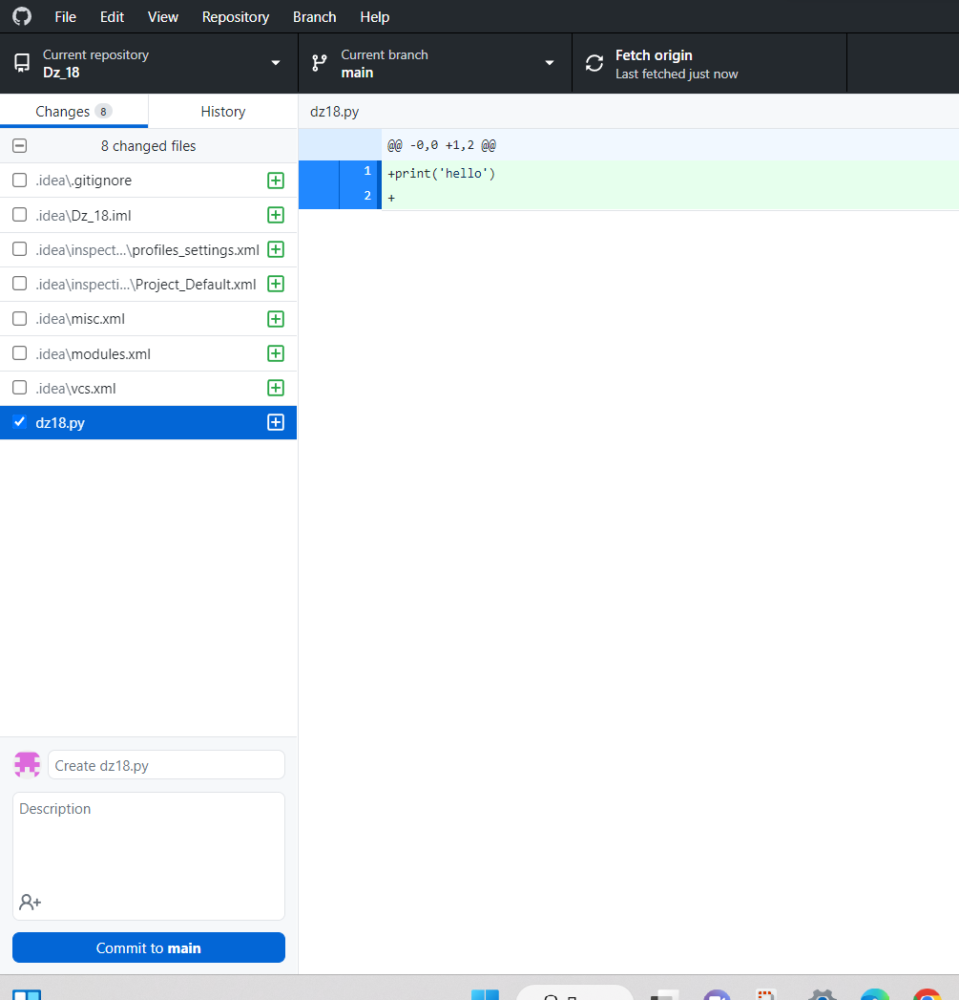 File Edit View Repository Branch Help
Current repository
Dz_18
Current branch
main
Fetch origin
Last fetched just now
Changes 8
History
dz18.py
8 changed files
@@ -0,0 +1,2 @@
1 +print('hello')
2 +
.idea\.gitignore
.idea\Dz_18.iml
.idea\inspect...\profiles_settings.xml
.idea\inspecti...\Project_Default.xml
.idea\misc.xml
.idea\modules.xml
.idea\vcs.xml
dz18.py
Create dz18.py
Description
Commit to main